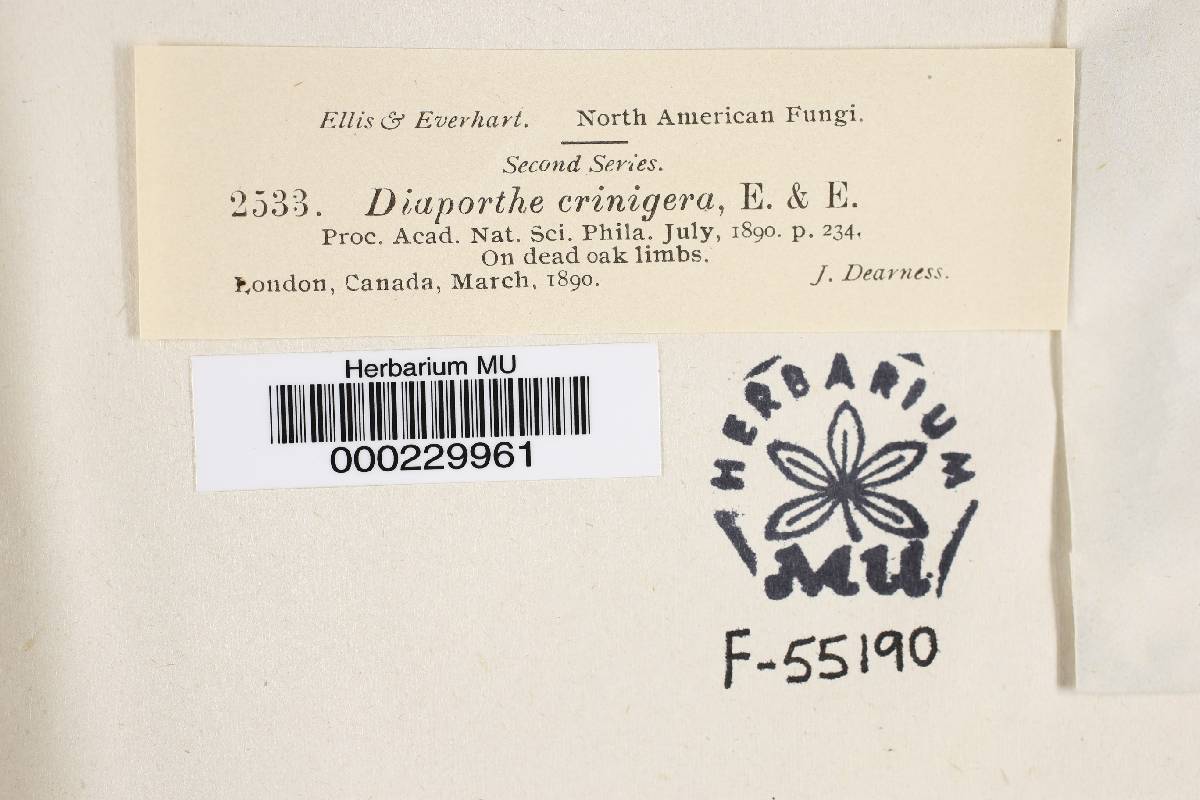 Ellis & Everhart. North American Fungi.
Second Series.
2533. Diaporthe crinigera, E. & E.
Proc. Acad. Nat. Sci. Phila. July, 1890. p. 234.
On dead oak limbs.
London, Canada, March, 1890. J. Dearness.
Herbarium MU
000229961
HERBARIUM
MU
F-55190